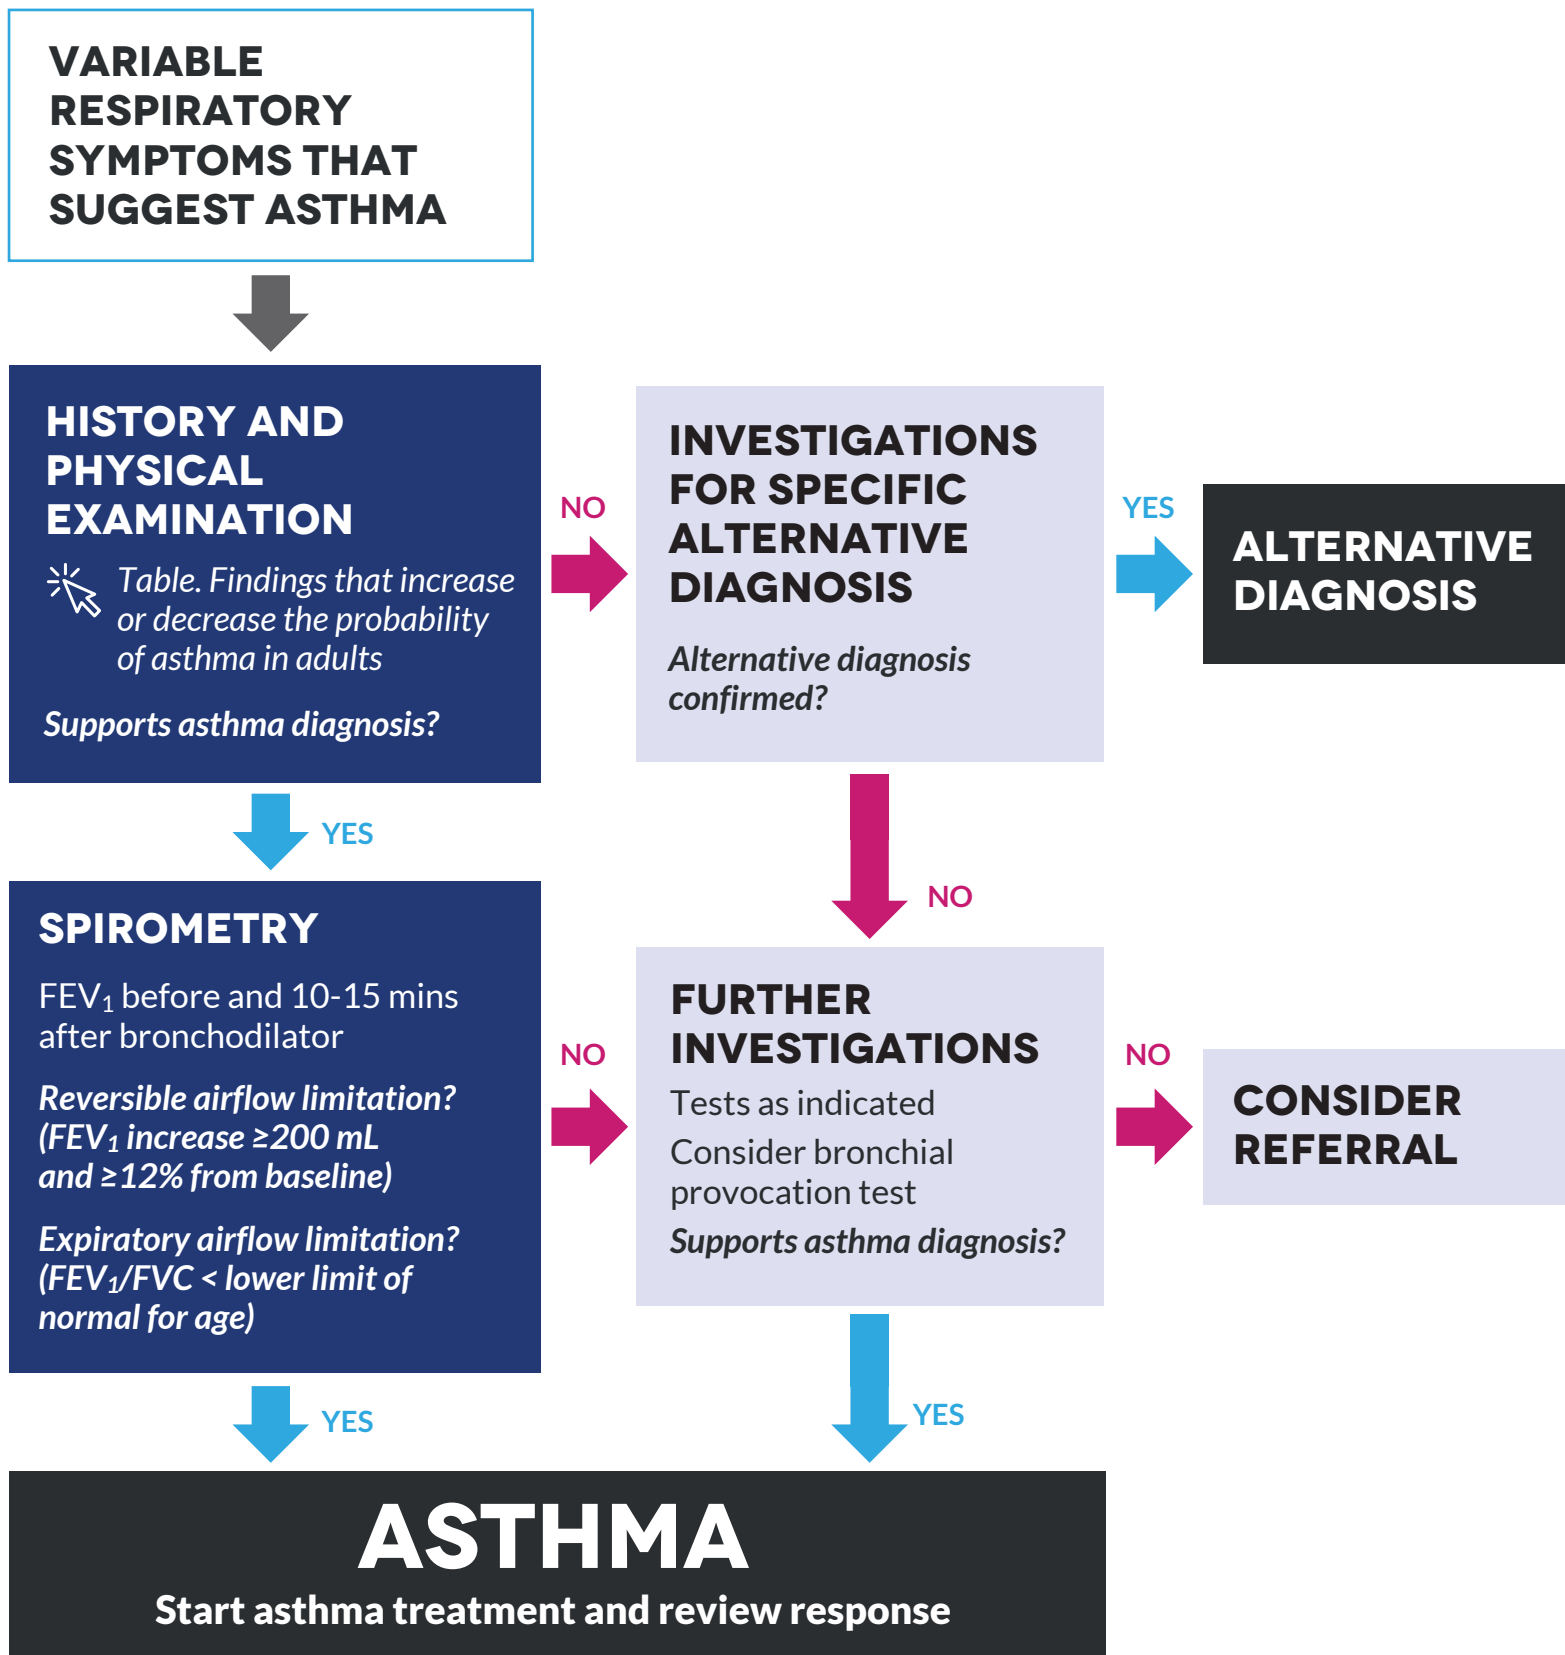 VARIABLE
RESPIRATORY
SYMPTOMS THAT
SUGGEST ASTHMA
HISTORY AND
PHYSICAL
EXAMINATION
Table. Findings that increase
or decrease the probability
of asthma in adults
Supports asthma diagnosis?
NO
INVESTIGATIONS
FOR SPECIFIC
ALTERNATIVE
DIAGNOSIS
Alternative diagnosis
confirmed?
YES
ALTERNATIVE
DIAGNOSIS
YES
NO
SPIROMETRY
FEV₁ before and 10-15 mins
after bronchodilator
Reversible airflow limitation?
(FEV₁ increase ≥200 mL
and ≥12% from baseline)
Expiratory airflow limitation?
(FEV₁/FVC < lower limit of
normal for age)
NO
FURTHER
INVESTIGATIONS
Tests as indicated
Consider bronchial
provocation test
Supports asthma diagnosis?
NO
CONSIDER
REFERRAL
YES
YES
ASTHMA
Start asthma treatment and review response